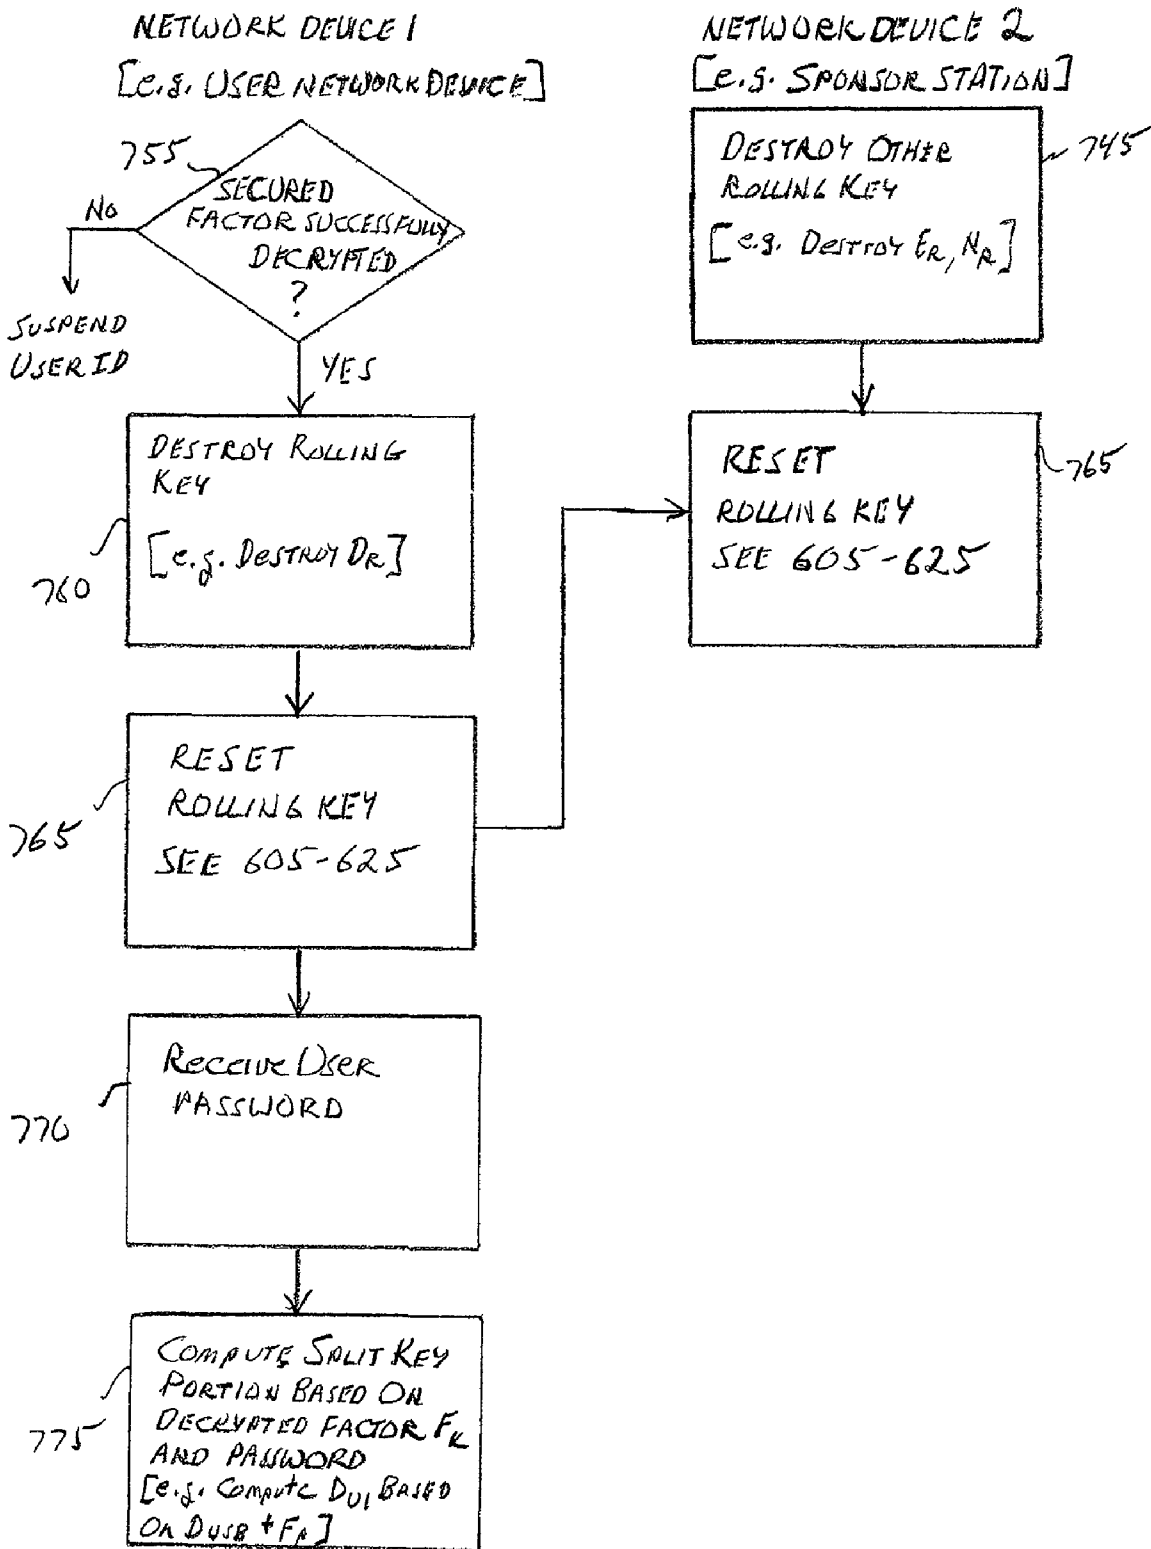 NETWORK DEVICE 1
[e.g. USER NETWORK DEVICE]
755
SECURED
FACTOR SUCCESSFULLY
DECRYPTED
?
NO
SUSPEND
USER ID
YES
DESTROY ROLLING
KEY
[e.g. DESTROY DR]
760
RESET
ROLLING KEY
SEE 605-625
765
RECEIVE USER
PASSWORD
770
COMPUTE SPLIT KEY
PORTION BASED ON
DECRYPTED FACTOR FK
AND PASSWORD
[e.g. COMPUTE DU1 BASED
ON DUSB +]
775
NETWORK DEVICE 2
[e.g. SPONSOR STATION]
DESTROY OTHER
ROLLING KEY
[e.g. DESTROY ER, NR]
745
RESET
ROLLING KEY
SEE 605-625
765